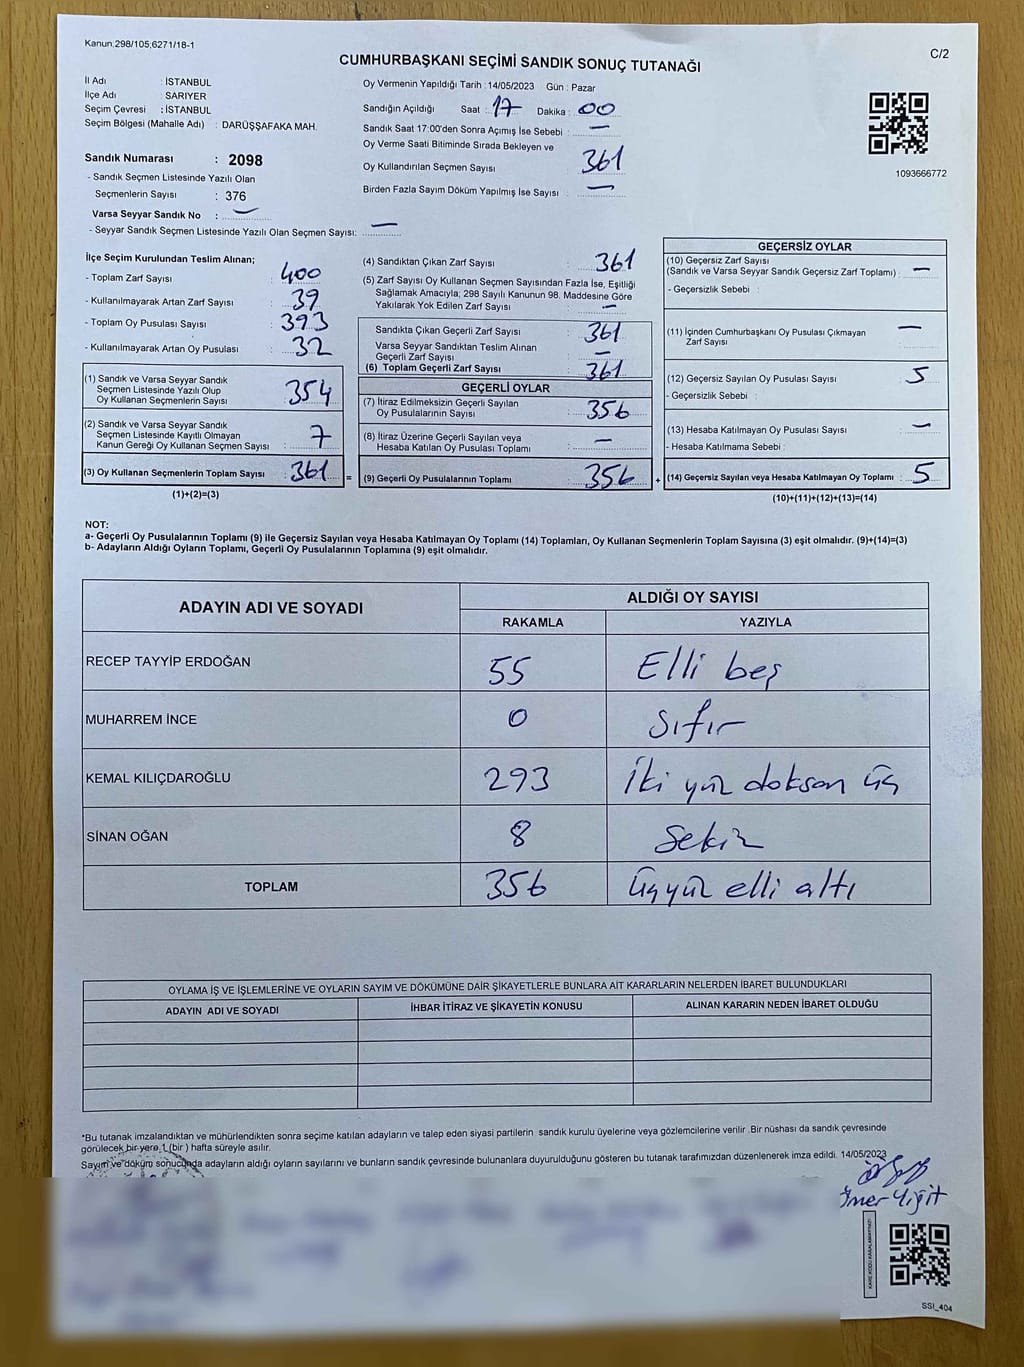 Kanun:298/105;6271/18-1
C/2
CUMHURBAŞKANI SEÇİMİ SANDIK SONUÇ TUTANAĞI
İl Adı : İSTANBUL
İlçe Adı : SARIYER
Seçim Çevresi : İSTANBUL
Seçim Bölgesi (Mahalle Adı) : DARÜŞŞAFAKA MAH.
Sandık Numarası : 2098
- Sandık Seçmen Listesinde Yazılı Olan
Seçmenlerin Sayısı : 376
Varsa Seyyar Sandık No : —
- Seyyar Sandık Seçmen Listesinde Yazılı Olan Seçmen Sayısı: —
Oy Vermenin Yapıldığı Tarih : 14/05/2023 Gün : Pazar
Sandığın Açıldığı Saat : 17 Dakika : 00
Sandık Saat 17:00'den Sonra Açımış İse Sebebi : —
Oy Verme Saati Bitiminde Sırada Bekleyen ve
Oy Kullandırılan Seçmen Sayısı : 361
Birden Fazla Sayım Döküm Yapılmış İse Sayısı : —
1093666772
İlçe Seçim Kurulundan Teslim Alınan;
- Toplam Zarf Sayısı : 400
- Kullanılmayarak Artan Zarf Sayısı : 39
- Toplam Oy Pusulası Sayısı : 393
- Kullanılmayarak Artan Oy Pusulası : 32
(1) Sandık ve Varsa Seyyar Sandık
Seçmen Listesinde Yazılı Olup
Oy Kullanan Seçmenlerin Sayısı : 354
(2) Sandık ve Varsa Seyyar Sandık
Seçmen Listesinde Kayıtlı Olmayan
Kanun Gereği Oy Kullanan Seçmen Sayısı : 7
(3) Oy Kullanan Seçmenlerin Toplam Sayısı : 361
(1)+(2)=(3)
=
(4) Sandıktan Çıkan Zarf Sayısı : 361
(5) Zarf Sayısı Oy Kullanan Seçmen Sayısından Fazla İse, Eşitliği
Sağlamak Amacıyla; 298 Sayılı Kanunun 98. Maddesine Göre
Yakılarak Yok Edilen Zarf Sayısı : —
Sandıkta Çıkan Geçerli Zarf Sayısı : 361
Varsa Seyyar Sandıktan Teslim Alınan
Geçerli Zarf Sayısı : —
(6) Toplam Geçerli Zarf Sayısı : 361
GEÇERLİ OYLAR
(7) İtiraz Edilmeksizin Geçerli Sayılan
Oy Pusulalarının Sayısı : 356
(8) İtiraz Üzerine Geçerli Sayılan veya
Hesaba Katılan Oy Pusulası Toplamı : —
(9) Geçerli Oy Pusulalarının Toplamı : 356
+
GEÇERSİZ OYLAR
(10) Geçersiz Zarf Sayısı
(Sandık ve Varsa Seyyar Sandık Geçersiz Zarf Toplamı) : —
- Geçersizlik Sebebi :
(11) İçinden Cumhurbaşkanı Oy Pusulası Çıkmayan : —
Zarf Sayısı
(12) Geçersiz Sayılan Oy Pusulası Sayısı : 5
- Geçersizlik Sebebi :
(13) Hesaba Katılmayan Oy Pusulası Sayısı : —
- Hesaba Katılmama Sebebi :
(14) Geçersiz Sayılan veya Hesaba Katılmayan Oy Toplamı : 5
(10)+(11)+(12)+(13)=(14)
NOT:
a- Geçerli Oy Pusulalarının Toplamı (9) ile Geçersiz Sayılan veya Hesaba Katılmayan Oy Toplamı (14) Toplamları, Oy Kullanan Seçmenlerin Toplam Sayısına (3) eşit olmalıdır. (9)+(14)=(3)
b- Adayların Aldığı Oyların Toplamı, Geçerli Oy Pusulalarının Toplamına (9) eşit olmalıdır.
ADAYIN ADI VE SOYADI
ALDIĞI OY SAYISI
RAKAMLA YAZIYLA
RECEP TAYYİP ERDOĞAN 55 Elli beş
MUHARREM İNCE 0 Sıfır
KEMAL KILIÇDAROĞLU 293 İki yüz doksan üç
SİNAN OĞAN 8 Sekiz
TOPLAM 356 üçyüz elli altı
OYLAMA İŞ VE İŞLEMLERİNE VE OYLARIN SAYIM VE DÖKÜMÜNE DAİR ŞİKAYETLERLE BUNLARA AİT KARARLARIN NELERDEN İBARET BULUNDUKLARI
ADAYIN ADI VE SOYADI İHBAR İTİRAZ VE ŞİKAYETİN KONUSU ALINAN KARARIN NEDEN İBARET OLDUĞU
*Bu tutanak imzalandıktan ve mühürlendikten sonra seçime katılan adayların ve talep eden siyasi partilerin sandık kurulu üyelerine veya gözlemcilerine verilir .Bir nüshası da sandık çevresinde
görülecek bir yere 1 (bir ) hafta süreyle asılır.
Sayım ve döküm sonucunda adayların aldığı oyların sayılarını ve bunların sandık çevresinde bulunanlara duyurulduğunu gösteren bu tutanak tarafımızdan düzenlenerek imza edildi. 14/05/2023
Ömer Yiğit
KARE KODU KARALAMAYINIZ!
SSI_404